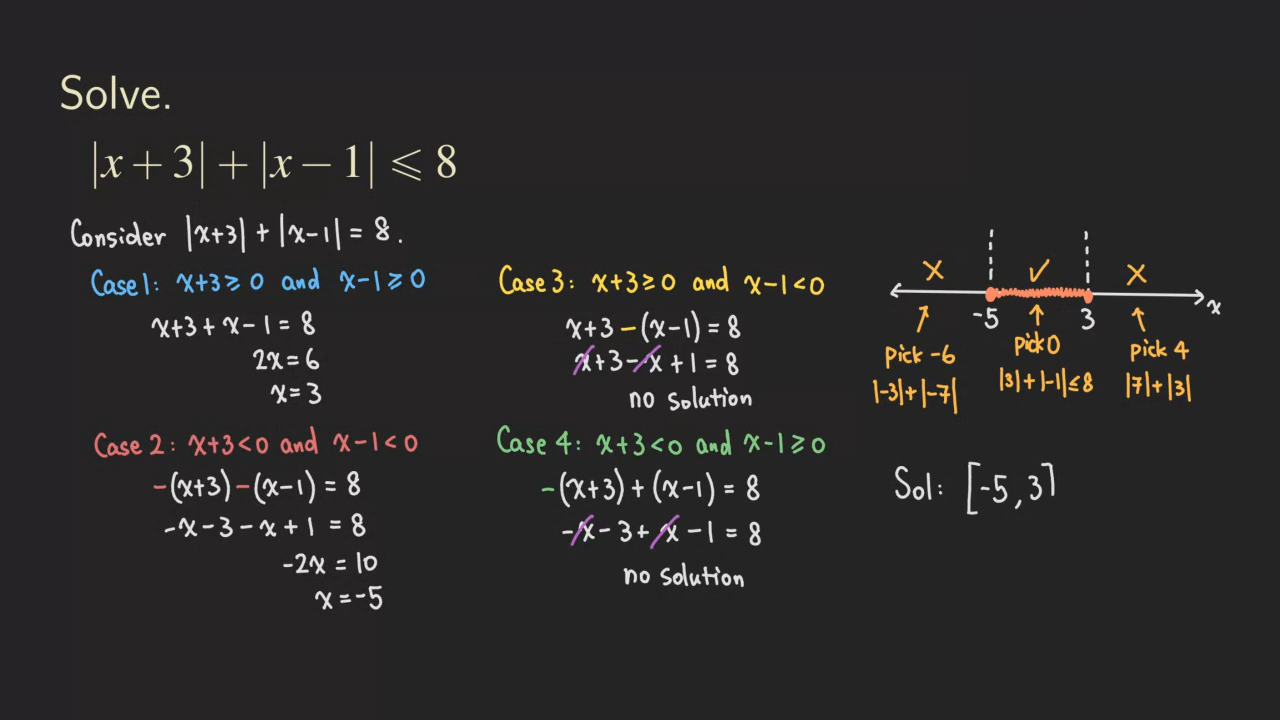 Solve.
|x + 3| + |x − 1| ⩽ 8
Consider |x+3| + |x-1| = 8.
Case 1: x+3 ≥ 0 and x-1 ≥ 0
x+3 + x-1 = 8
2x = 6
x = 3
Case 2: x+3 < 0 and x-1 < 0
-(x+3) - (x-1) = 8
-x - 3 - x + 1 = 8
-2x = 10
x = -5
Case 3: x+3 ≥ 0 and x-1 < 0
x+3 - (x-1) = 8
x+3 - x + 1 = 8
no solution
Case 4: x+3 < 0 and x-1 ≥ 0
-(x+3) + (x-1) = 8
-x - 3 + x - 1 = 8
no solution
x ✓ x
-5 3 x
pick -6 pick 0 pick 4
|-3|+|-7| |3|+|-1| ≤ 8 |7|+|3|
Sol: [-5, 3]